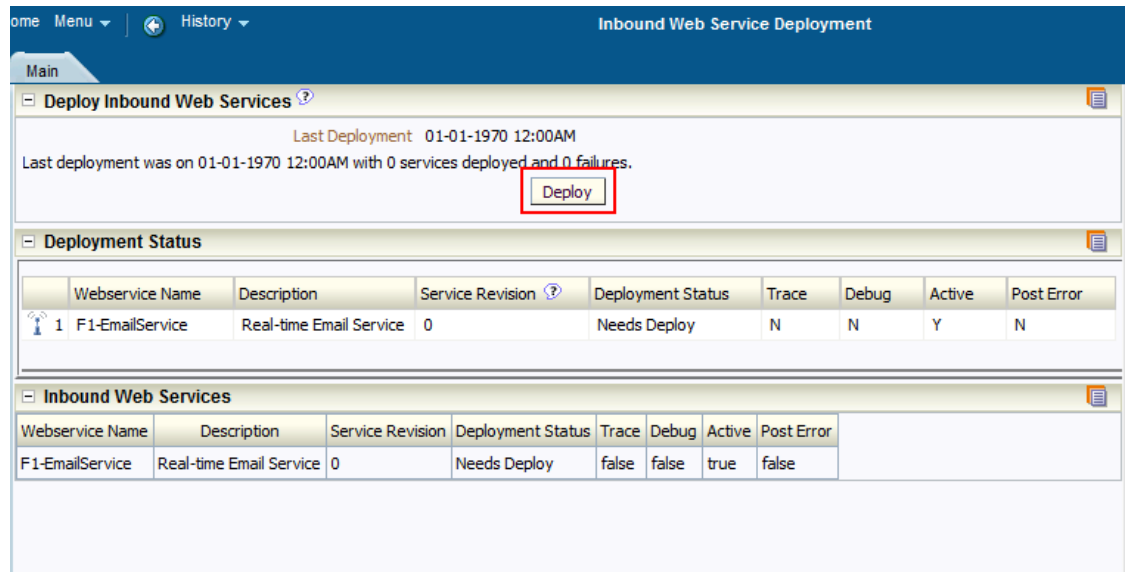 ome Menu History Inbound Web Service Deployment
Main
Deploy Inbound Web Services
Last Deployment 01-01-1970 12:00AM
Last deployment was on 01-01-1970 12:00AM with 0 services deployed and 0 failures.
Deploy
Deployment Status
Webservice Name Description Service Revision Deployment Status Trace Debug Active Post Error
1 F1-EmailService Real-time Email Service 0 Needs Deploy N N Y N
Inbound Web Services
Webservice Name Description Service Revision Deployment Status Trace Debug Active Post Error
F1-EmailService Real-time Email Service 0 Needs Deploy false false true false